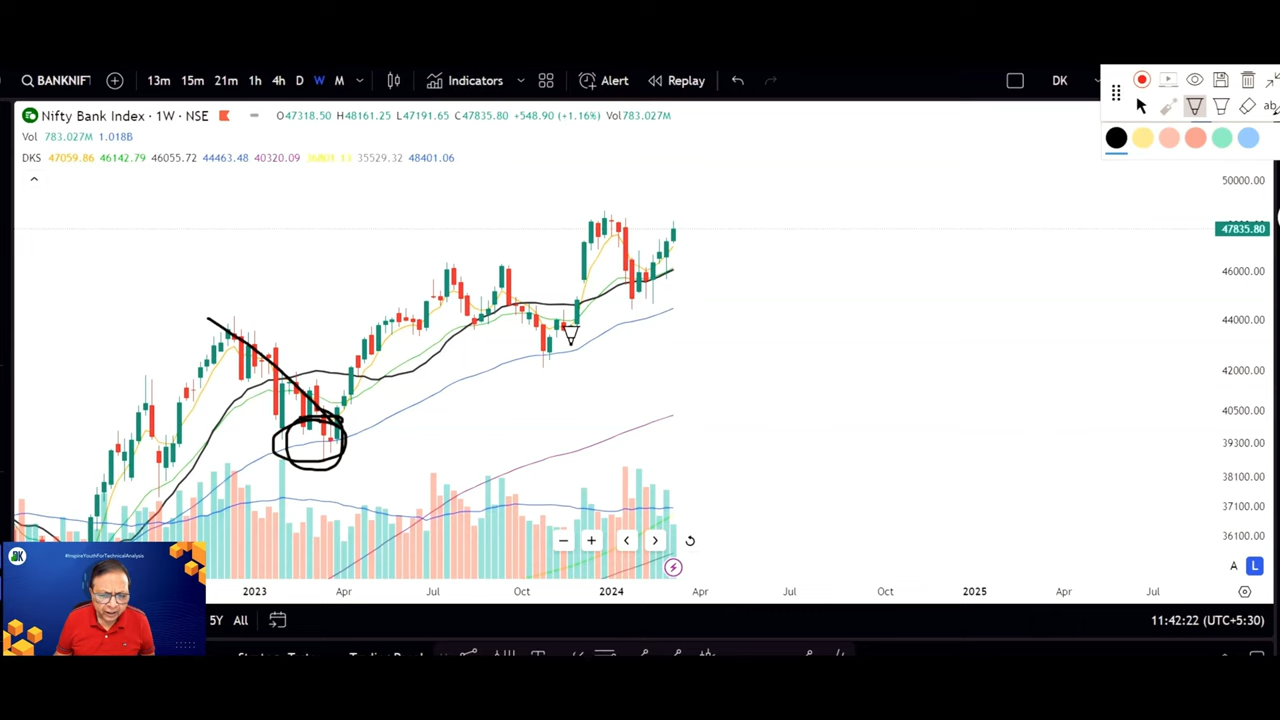 BANKNIFT 13m 15m 21m 1h 4h D W M Indicators Alert Replay DK
Nifty Bank Index · 1W · NSE O47318.50 H48161.25 L47191.65 C47835.80 +548.90 (+1.16%) Vol783.027M
Vol 783.027M 1.018B
DKS 47059.86 46142.79 46055.72 44463.48 40320.09 35529.32 48401.06
50000.00
47835.80
46000.00
44000.00
42000.00
40500.00
39300.00
38100.00
37100.00
36100.00
#InspireYouthForTechnicalAnalysis
A L
2023 Apr Jul Oct 2024 Apr Jul Oct 2025 Apr Jul
5Y All 11:42:22 (UTC+5:30)